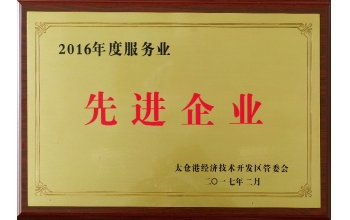 2016年度服务业
先进企业
太仓港经济技术开发区管委会
二〇一七年二月